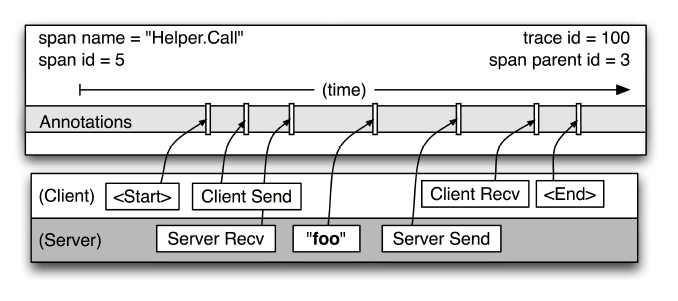 span name = "Helper.Call"
trace id = 100
span id = 5
span parent id = 3
(time)
Annotations
(Client)
<Start>
Client Send
Client Recv
<End>
(Server)
Server Recv
"foo"
Server Send